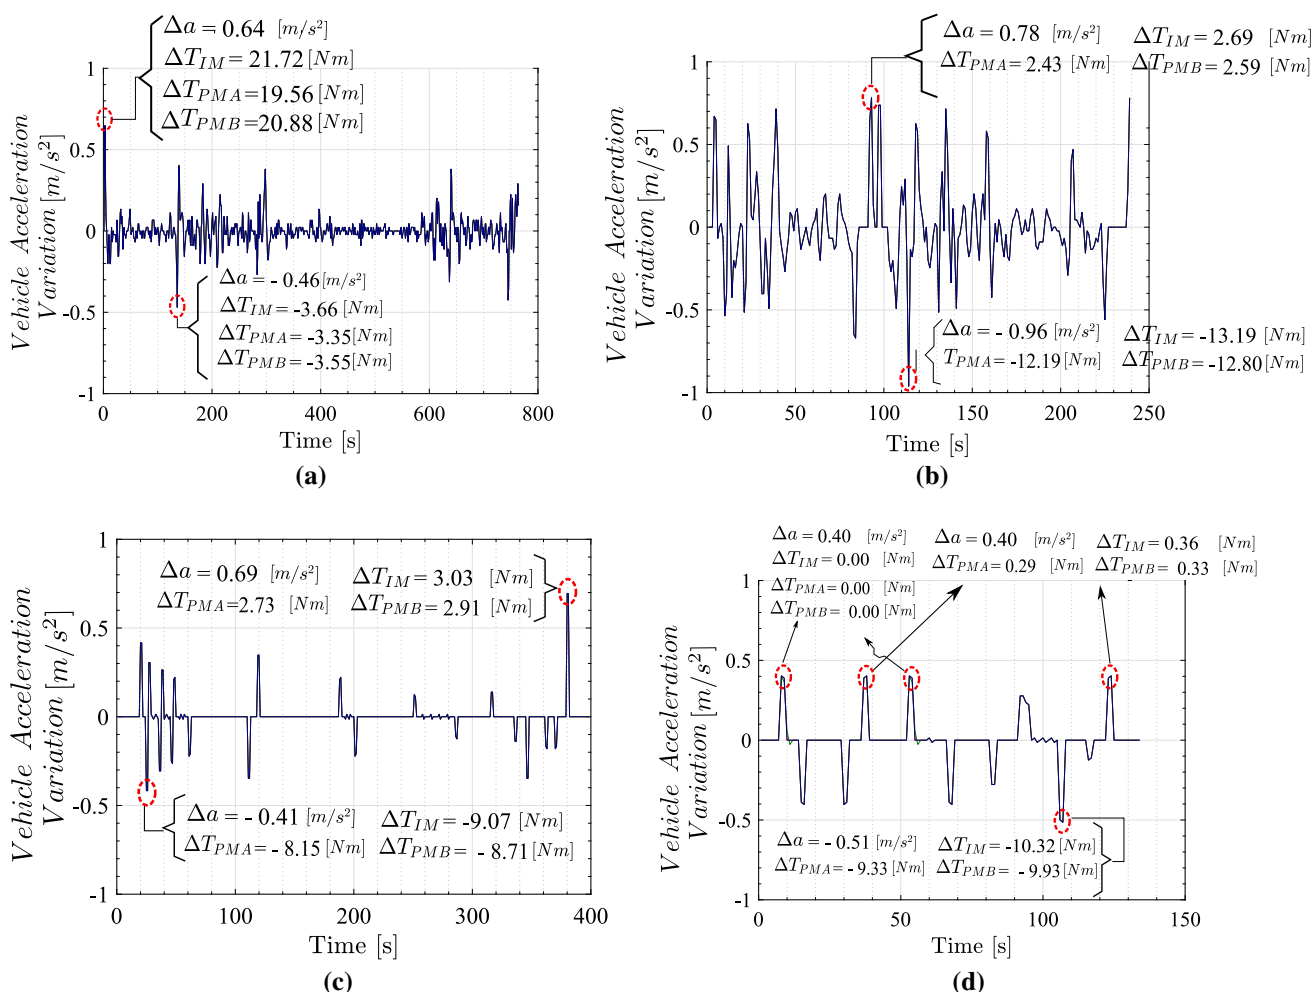 Δa = 0.64 [m/s²]
ΔT_IM = 21.72 [Nm]
ΔT_PMA = 19.56 [Nm]
ΔT_PMB = 20.88 [Nm]
Vehicle Acceleration
Variation [m/s²]
1
0.5
0
-0.5
-1
Δa = - 0.46 [m/s²]
ΔT_IM = -3.66 [Nm]
ΔT_PMA = -3.35 [Nm]
ΔT_PMB = -3.55 [Nm]
0 200 400 600 800
Time [s]
(a)
Δa = 0.78 [m/s²] ΔT_IM = 2.69 [Nm]
ΔT_PMA = 2.43 [Nm] ΔT_PMB = 2.59 [Nm]
Vehicle Acceleration
Variation [m/s²]
1
0.5
0
-0.5
-1
Δa = - 0.96 [m/s²] ΔT_IM = -13.19 [Nm]
T_PMA = -12.19 [Nm] ΔT_PMB = -12.80 [Nm]
0 50 100 150 200 250
Time [s]
(b)
Δa = 0.69 [m/s²] ΔT_IM = 3.03 [Nm]
ΔT_PMA = 2.73 [Nm] ΔT_PMB = 2.91 [Nm]
Vehicle Acceleration
Variation [m/s²]
1
0.5
0
-0.5
-1
Δa = - 0.41 [m/s²] ΔT_IM = -9.07 [Nm]
ΔT_PMA = - 8.15 [Nm] ΔT_PMB = - 8.71 [Nm]
0 100 200 300 400
Time [s]
(c)
Δa = 0.40 [m/s²]
ΔT_IM = 0.00 [Nm]
ΔT_PMA = 0.00 [Nm]
ΔT_PMB = 0.00 [Nm]
Δa = 0.40 [m/s²] ΔT_IM = 0.36 [Nm]
ΔT_PMA = 0.29 [Nm] ΔT_PMB = 0.33 [Nm]
Vehicle Acceleration
Variation [m/s²]
1
0.5
0
-0.5
-1
Δa = -0.51 [m/s²] ΔT_IM = -10.32 [Nm]
ΔT_PMA = -9.33 [Nm] ΔT_PMB = - 9.93 [Nm]
0 50 100 150
Time [s]
(d)